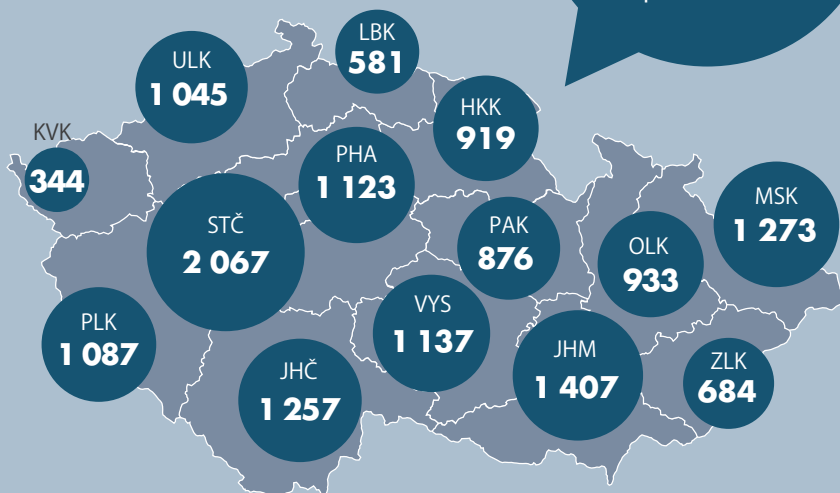 LBK
581
ULK
1 045
HKK
919
KVK
344
PHA
1 123
MSK
1 273
STČ
2 067
PAK
876
OLK
933
VYS
1 137
PLK
1 087
JHM
1 407
ZLK
684
JHČ
1 257